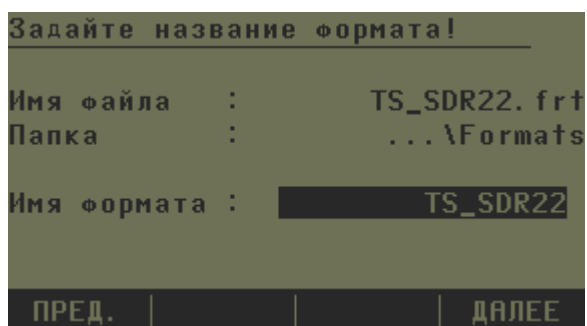 Задайте название формата!
Имя файла : TS_SDR22.frt
Папка : ...\Formats
Имя формата : TS_SDR22
ПРЕД. ДАЛЕЕ